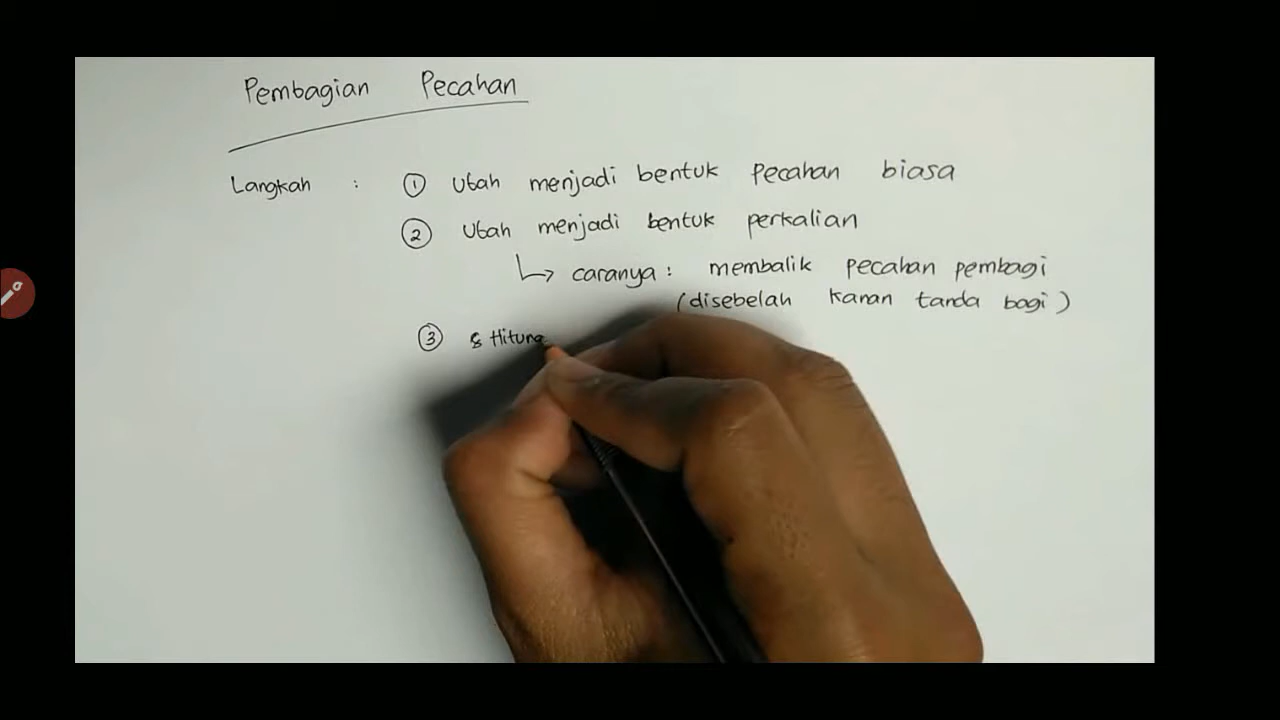 Pembagian Pecahan
Langkah : ① Ubah menjadi bentuk pecahan biasa
② Ubah menjadi bentuk perkalian
↳ caranya : membalik pecahan pembagi
(disebelah kanan tanda bagi)
③ Hitung